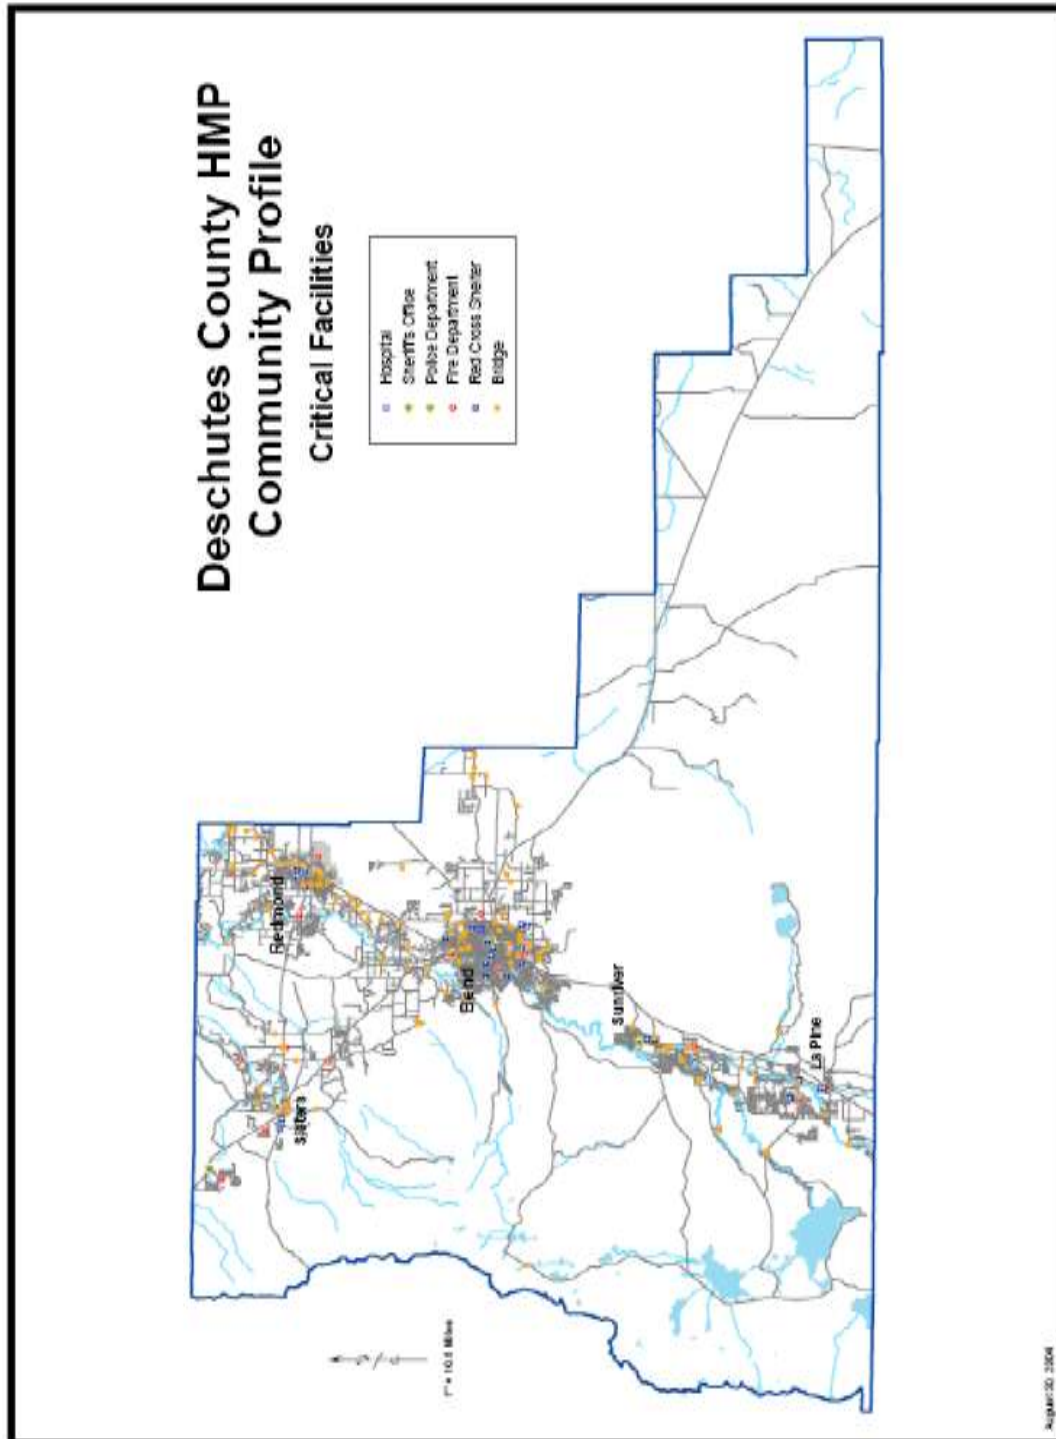 Deschutes County HMP
Community Profile
Critical Facilities
Hospital
Sheriff's Office
Police Department
Fire Department
Red Cross Shelter
Bridge
Redmond
Sisters
Bend
Sunriver
La Pine